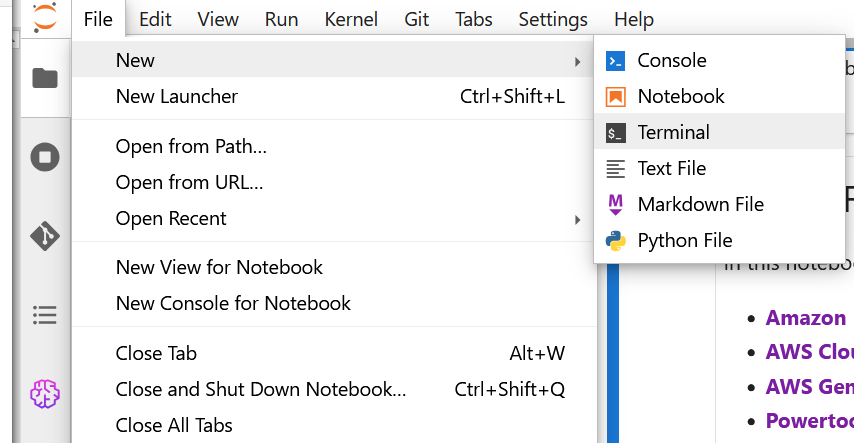 File Edit View Run Kernel Git Tabs Settings Help
New
New Launcher Ctrl+Shift+L
Open from Path...
Open from URL...
Open Recent
New View for Notebook
New Console for Notebook
Close Tab Alt+W
Close and Shut Down Notebook... Ctrl+Shift+Q
Close All Tabs
Console
Notebook
$_ Terminal
Text File
M Markdown File
Python File
In this noteboo
Amazon
AWS Clou
AWS Gen
Powertoo